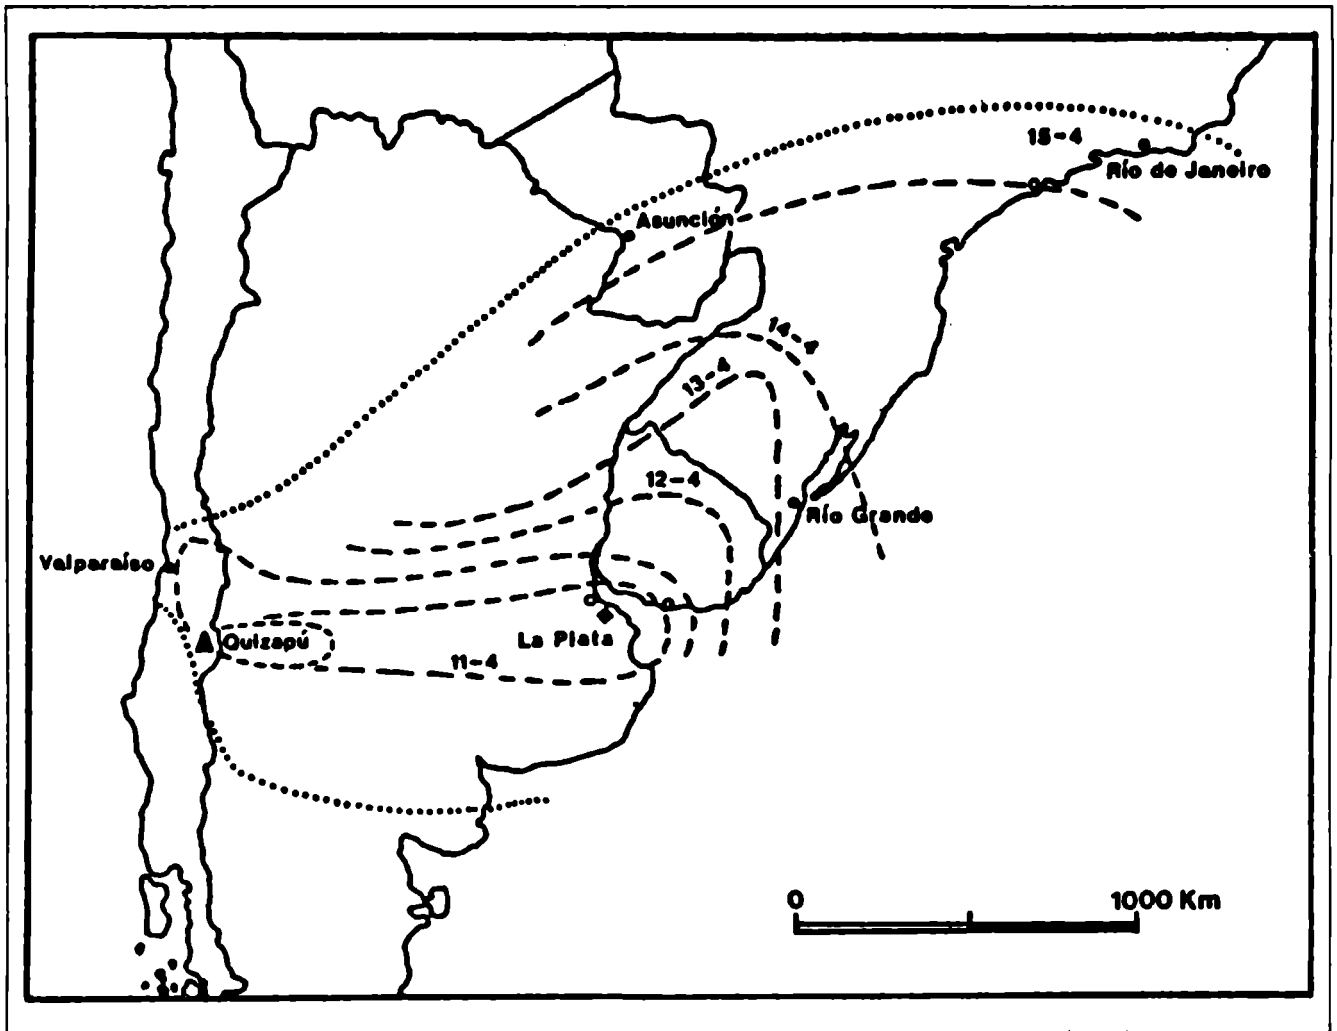 15-4
Río de Janeiro
Asunción
14-4
13-4
12-4
Río Grande
Valparaíso
La Plata
Quizapú
11-4
0
1000 Km